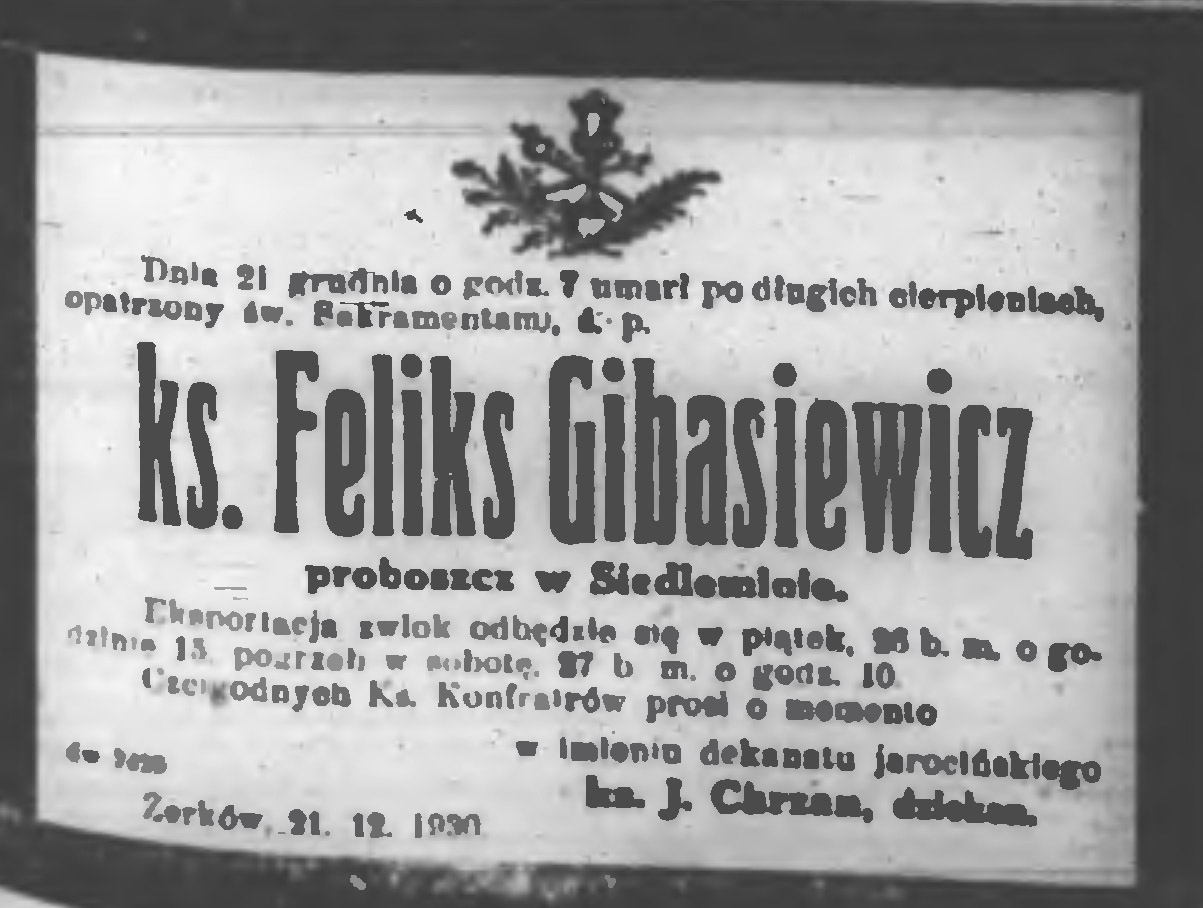 Dnia 21 grudnia o godz. 7 umarł po długich cierpieniach,
opatrzony św. Sakramentami, ś. p.
ks. Feliks Gibasiewicz
proboszcz w Siedleminie.
Eksportacja zwłok odbędzie się w piątek, 26 b. m. o go-
dzinie 15, pogrzeb w sobotę, 27 b. m. o godz. 10.
Czcigodnych Ks. Konfratrów prosi o memento
w imieniu dekanatu jarocińskiego
ks. J. Chrzan, dziekan.
Żerków, 21. 12. 1930